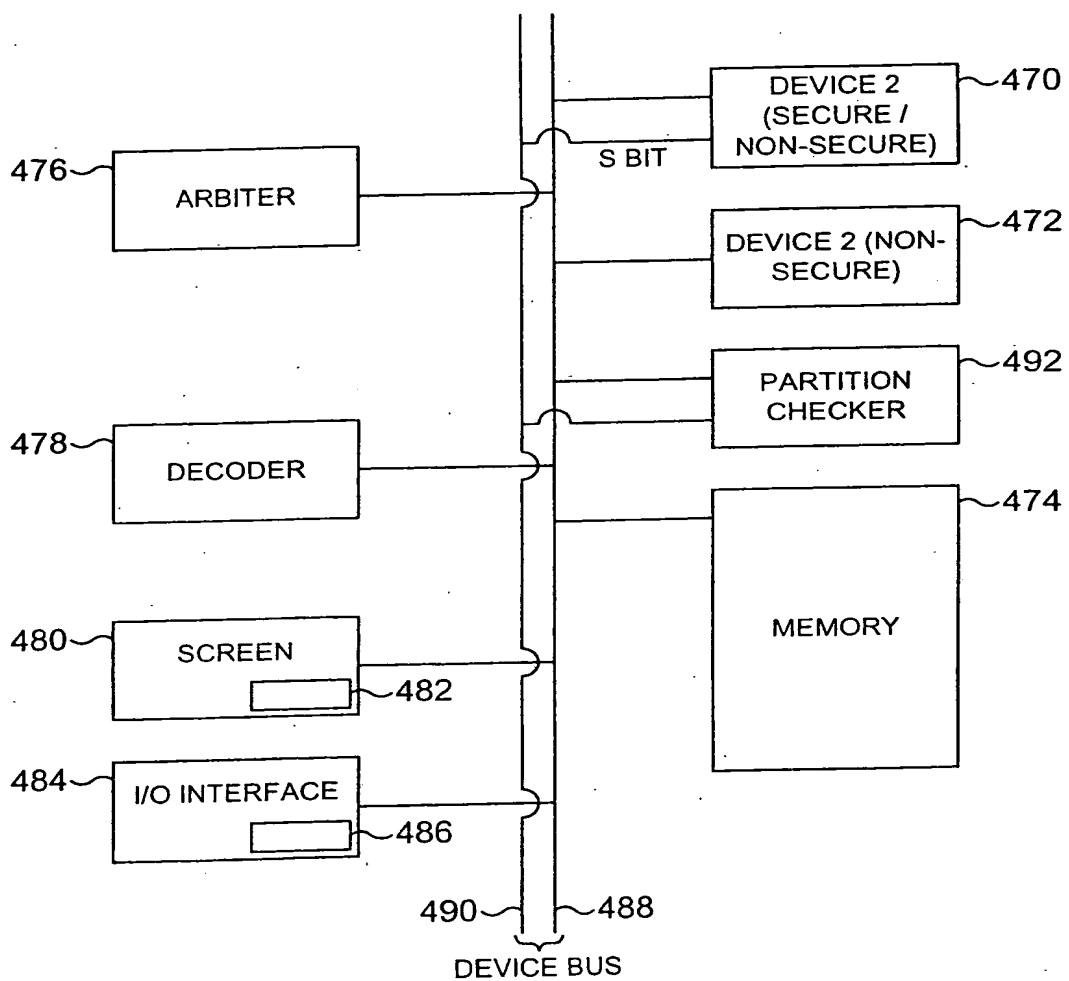 DEVICE 2
(SECURE /
NON-SECURE)
470
S BIT
476
ARBITER
DEVICE 2 (NON-
SECURE)
472
PARTITION
CHECKER
492
478
DECODER
474
MEMORY
480
SCREEN
482
484
I/O INTERFACE
486
490
488
DEVICE BUS